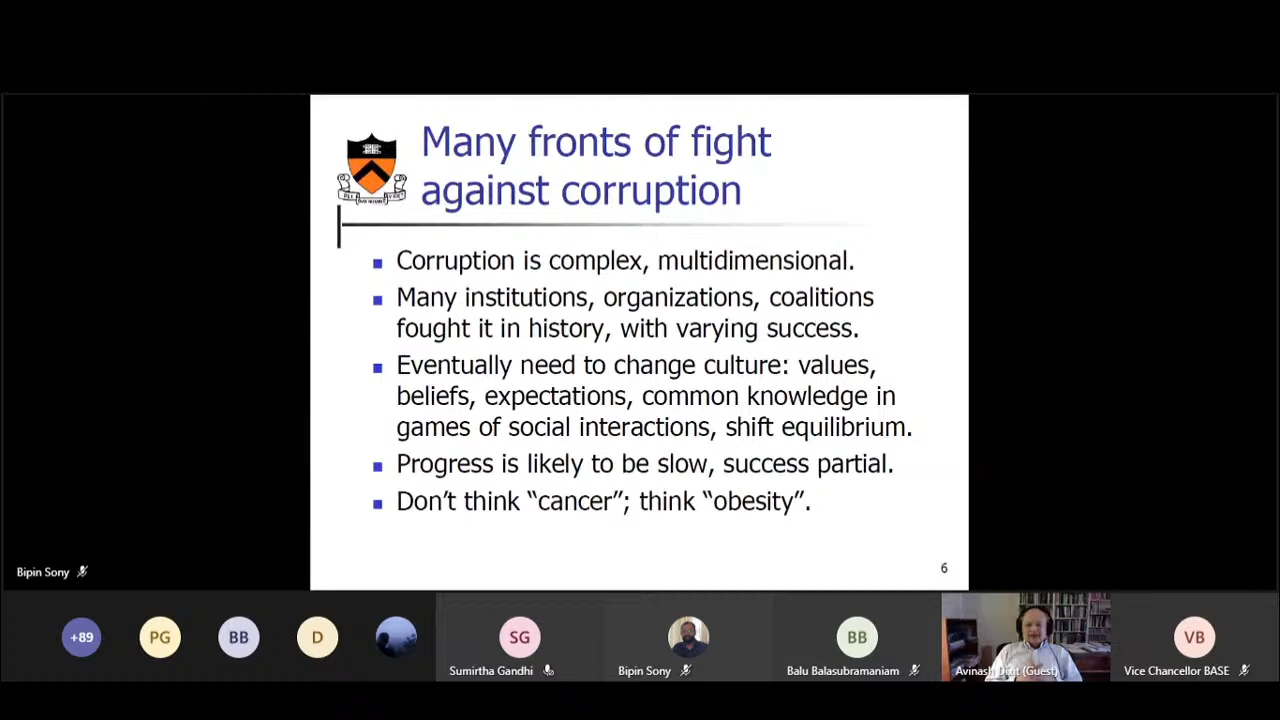 Many fronts of fight
against corruption
■ Corruption is complex, multidimensional.
■ Many institutions, organizations, coalitions
fought it in history, with varying success.
■ Eventually need to change culture: values,
beliefs, expectations, common knowledge in
games of social interactions, shift equilibrium.
■ Progress is likely to be slow, success partial.
■ Don't think “cancer”; think “obesity”.
6
Bipin Sony
+89
PG
BB
D
SG
Sumirtha Gandhi
Bipin Sony
BB
Balu Balasubramaniam
Avinash Dixit (Guest)
VB
Vice Chancellor BASE